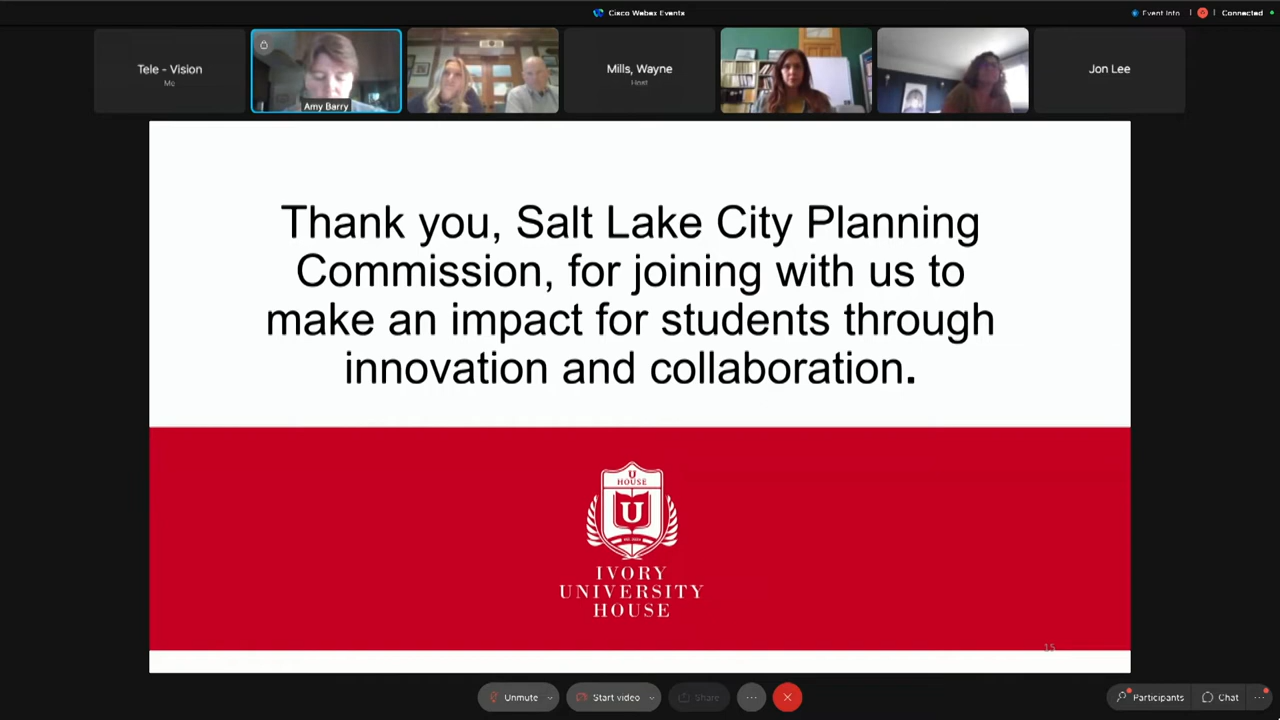 Cisco Webex Events
Event Info
Connected
Tele - Vision
Me
Amy Barry
Mills, Wayne
Host
Jon Lee
Thank you, Salt Lake City Planning
Commission, for joining with us to
make an impact for students through
innovation and collaboration.
U
HOUSE
U
IVORY
UNIVERSITY
HOUSE
15
Unmute
Start video
Share
Participants
Chat